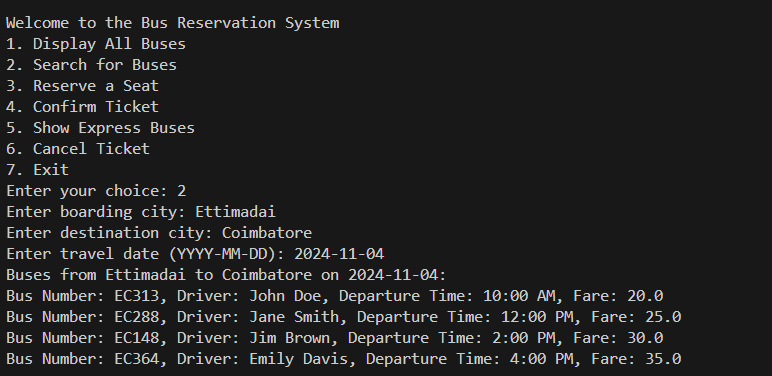 Welcome to the Bus Reservation System
1. Display All Buses
2. Search for Buses
3. Reserve a Seat
4. Confirm Ticket
5. Show Express Buses
6. Cancel Ticket
7. Exit
Enter your choice: 2
Enter boarding city: Ettimadai
Enter destination city: Coimbatore
Enter travel date (YYYY-MM-DD): 2024-11-04
Buses from Ettimadai to Coimbatore on 2024-11-04:
Bus Number: EC313, Driver: John Doe, Departure Time: 10:00 AM, Fare: 20.0
Bus Number: EC288, Driver: Jane Smith, Departure Time: 12:00 PM, Fare: 25.0
Bus Number: EC148, Driver: Jim Brown, Departure Time: 2:00 PM, Fare: 30.0
Bus Number: EC364, Driver: Emily Davis, Departure Time: 4:00 PM, Fare: 35.0